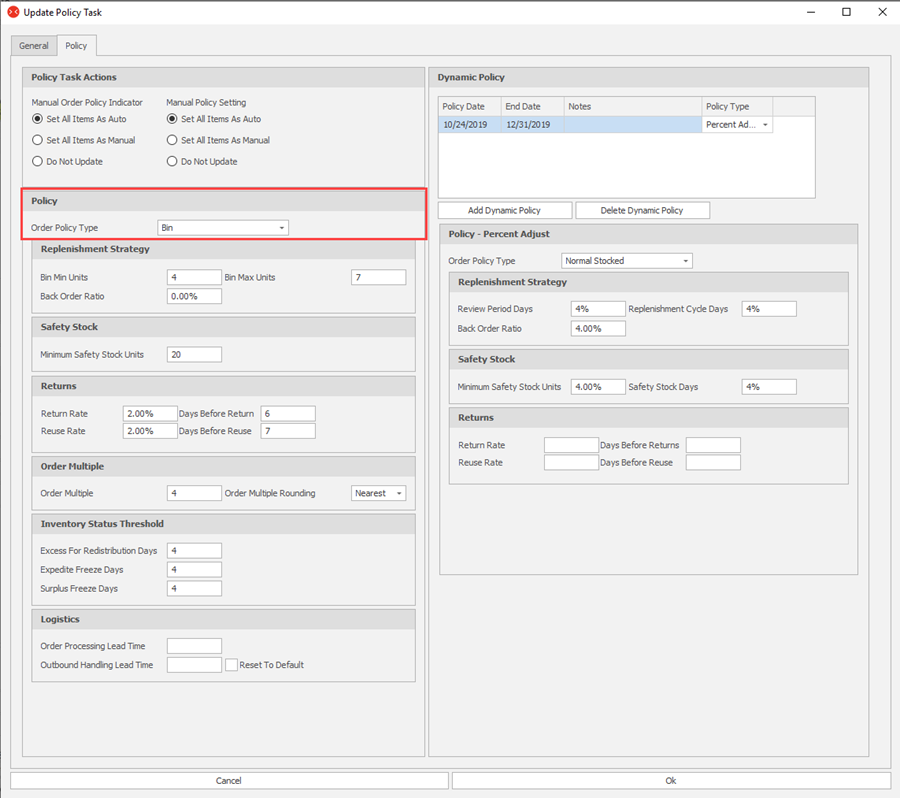 Update Policy Task
General Policy
Policy Task Actions
Manual Order Policy Indicator Manual Policy Setting
Set All Items As Auto Set All Items As Auto
Set All Items As Manual Set All Items As Manual
Do Not Update Do Not Update
Policy
Order Policy Type Bin
Replenishment Strategy
Bin Min Units 4 Bin Max Units 7
Back Order Ratio 0.00%
Safety Stock
Minimum Safety Stock Units 20
Returns
Return Rate 2.00% Days Before Return 6
Reuse Rate 2.00% Days Before Reuse 7
Order Multiple
Order Multiple 4 Order Multiple Rounding Nearest
Inventory Status Threshold
Excess For Redistribution Days 4
Expedite Freeze Days 4
Surplus Freeze Days 4
Logistics
Order Processing Lead Time
Outbound Handling Lead Time Reset To Default
Dynamic Policy
Policy Date End Date Notes Policy Type
10/24/2019 12/31/2019 Percent Ad...
Add Dynamic Policy Delete Dynamic Policy
Policy - Percent Adjust
Order Policy Type Normal Stocked
Replenishment Strategy
Review Period Days 4% Replenishment Cycle Days 4%
Back Order Ratio 4.00%
Safety Stock
Minimum Safety Stock Units 4.00% Safety Stock Days 4%
Returns
Return Rate Days Before Returns
Reuse Rate Days Before Reuse
Cancel Ok